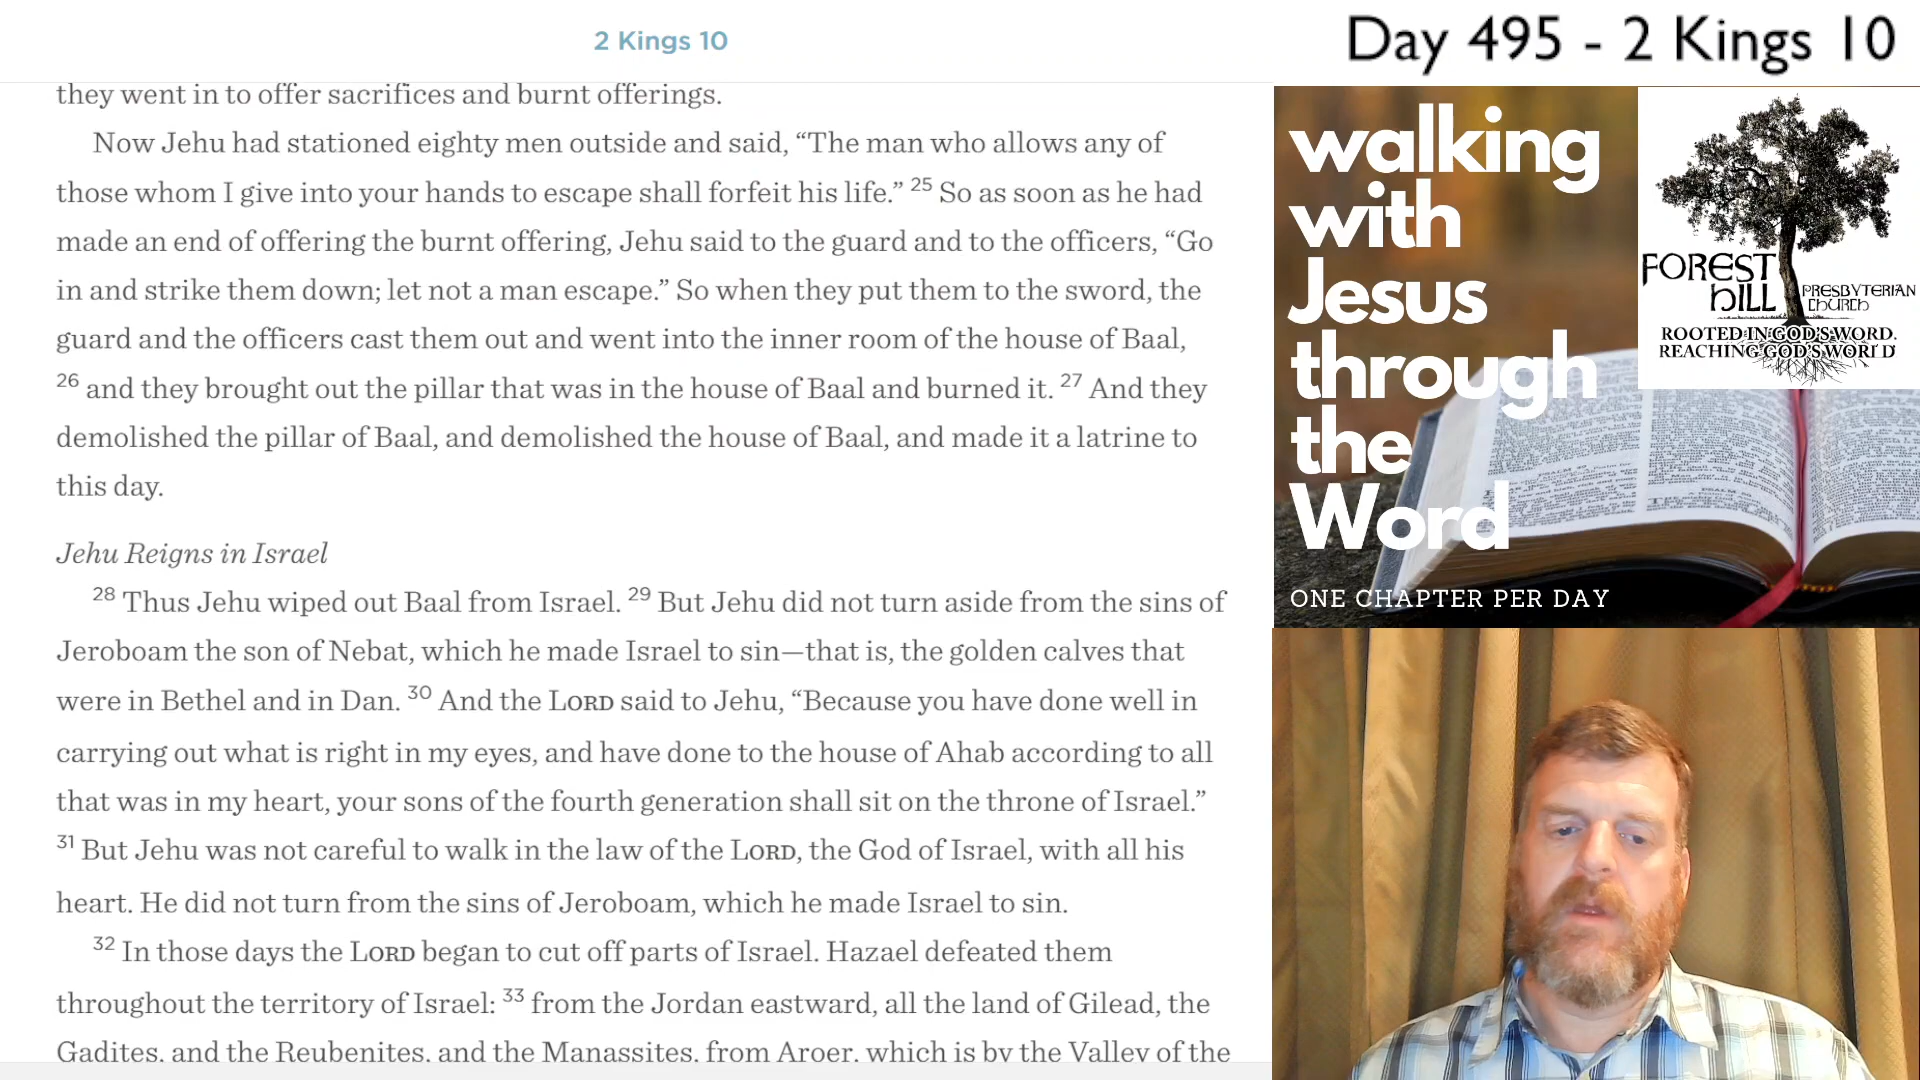 2 Kings 10
Day 495 - 2 Kings 10
they went in to offer sacrifices and burnt offerings.
Now Jehu had stationed eighty men outside and said, “The man who allows any of
those whom I give into your hands to escape shall forfeit his life.” 25 So as soon as he had
made an end of offering the burnt offering, Jehu said to the guard and to the officers, “Go
in and strike them down; let not a man escape.” So when they put them to the sword, the
guard and the officers cast them out and went into the inner room of the house of Baal,
26 and they brought out the pillar that was in the house of Baal and burned it. 27 And they
demolished the pillar of Baal, and demolished the house of Baal, and made it a latrine to
this day.
Jehu Reigns in Israel
28 Thus Jehu wiped out Baal from Israel. 29 But Jehu did not turn aside from the sins of
Jeroboam the son of Nebat, which he made Israel to sin—that is, the golden calves that
were in Bethel and in Dan. 30 And the LORD said to Jehu, “Because you have done well in
carrying out what is right in my eyes, and have done to the house of Ahab according to all
that was in my heart, your sons of the fourth generation shall sit on the throne of Israel.”
31 But Jehu was not careful to walk in the law of the LORD, the God of Israel, with all his
heart. He did not turn from the sins of Jeroboam, which he made Israel to sin.
32 In those days the LORD began to cut off parts of Israel. Hazael defeated them
throughout the territory of Israel: 33 from the Jordan eastward, all the land of Gilead, the
Gadites, and the Reubenites, and the Manassites, from Aroer, which is by the Valley of the
walking
with
Jesus
through
the
Word
ONE CHAPTER PER DAY
FOREST
HILL
PRESBYTERIAN
CHURCH
ROOTED IN GOD'S WORD.
REACHING GOD'S WORLD